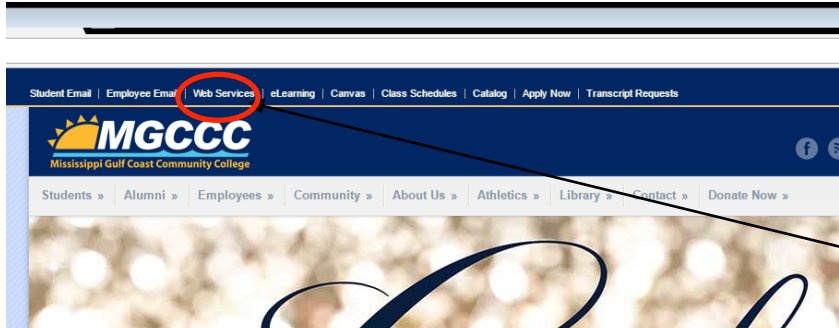 Student Email | Employee Email | Web Services | eLearning | Canvas | Class Schedules | Catalog | Apply Now | Transcript Requests
MGCCC
Mississippi Gulf Coast Community College
f
Students » Alumni » Employees » Community » About Us » Athletics » Library » Contact » Donate Now »